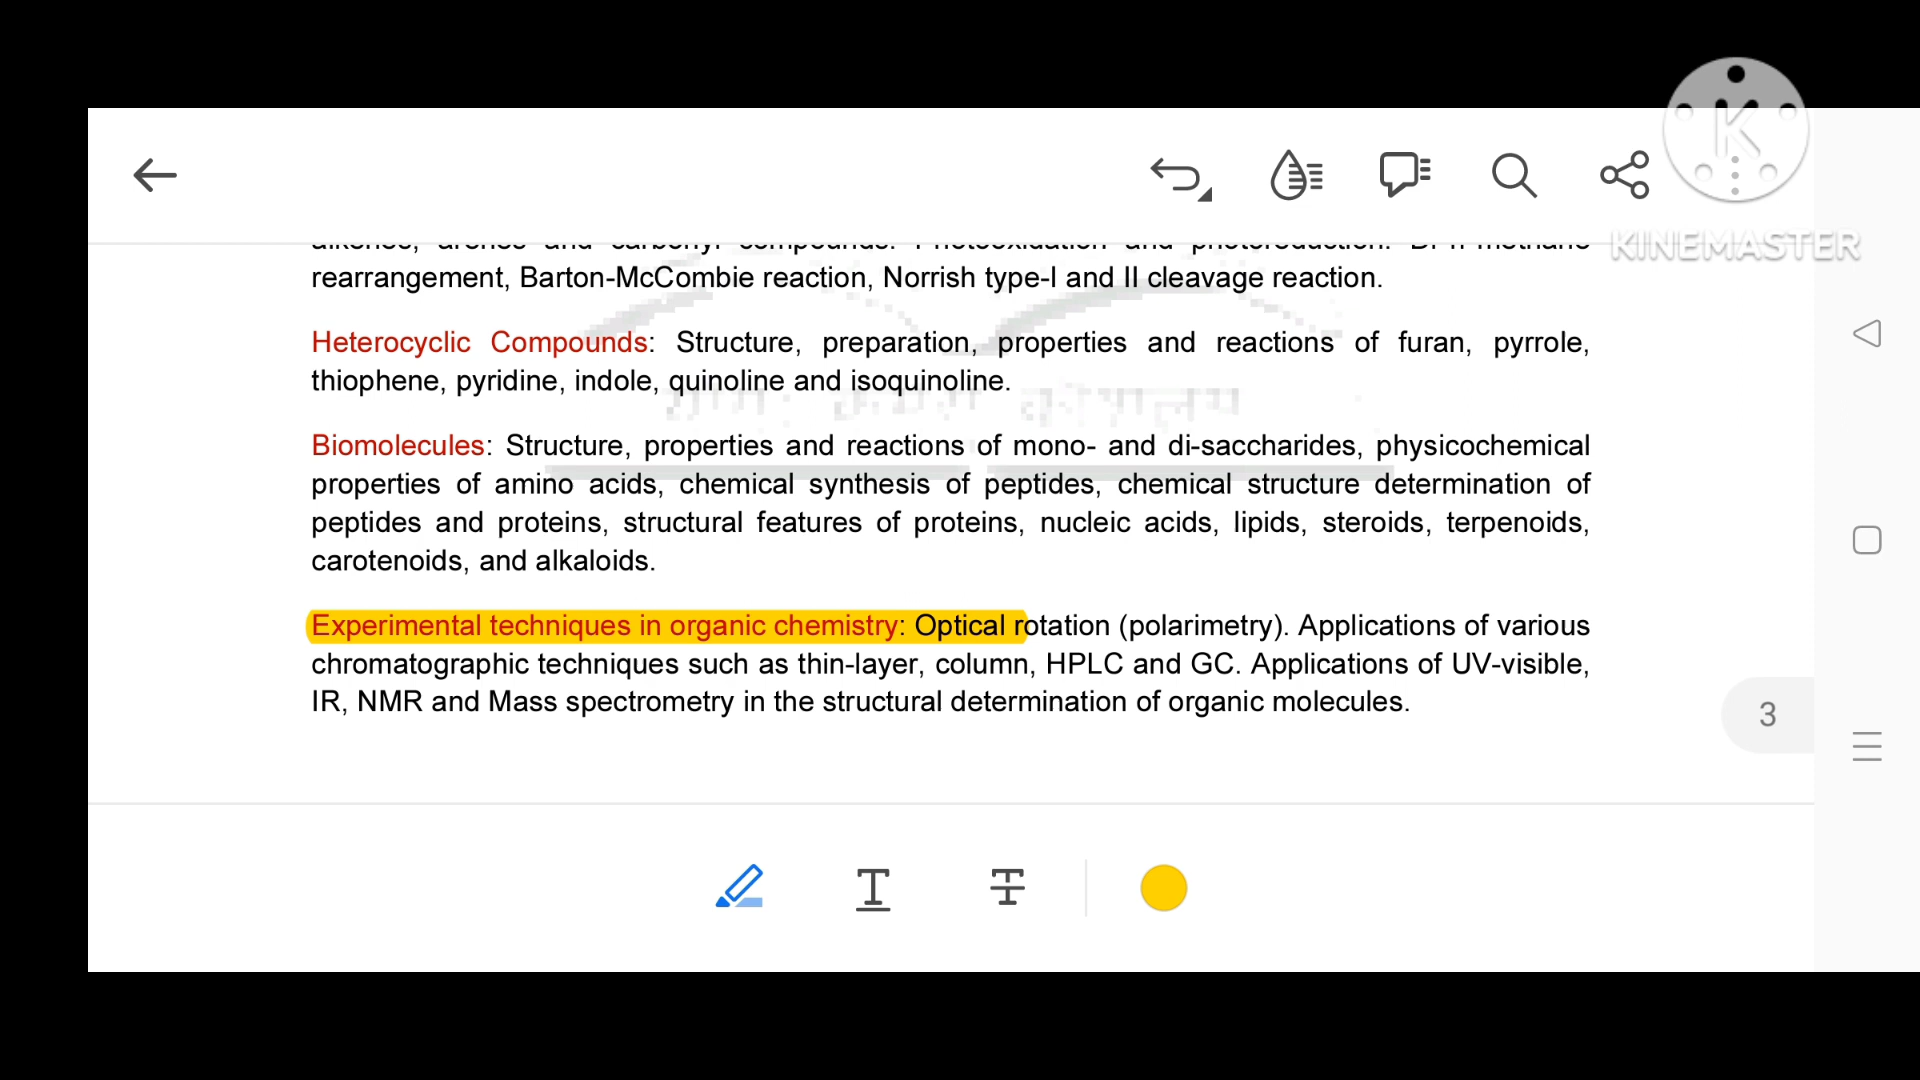 K
KINEMASTER
rearrangement, Barton-McCombie reaction, Norrish type-I and II cleavage reaction.
Heterocyclic Compounds: Structure, preparation, properties and reactions of furan, pyrrole,
thiophene, pyridine, indole, quinoline and isoquinoline.
Biomolecules: Structure, properties and reactions of mono- and di-saccharides, physicochemical
properties of amino acids, chemical synthesis of peptides, chemical structure determination of
peptides and proteins, structural features of proteins, nucleic acids, lipids, steroids, terpenoids,
carotenoids, and alkaloids.
Experimental techniques in organic chemistry: Optical rotation (polarimetry). Applications of various
chromatographic techniques such as thin-layer, column, HPLC and GC. Applications of UV-visible,
IR, NMR and Mass spectrometry in the structural determination of organic molecules.
3